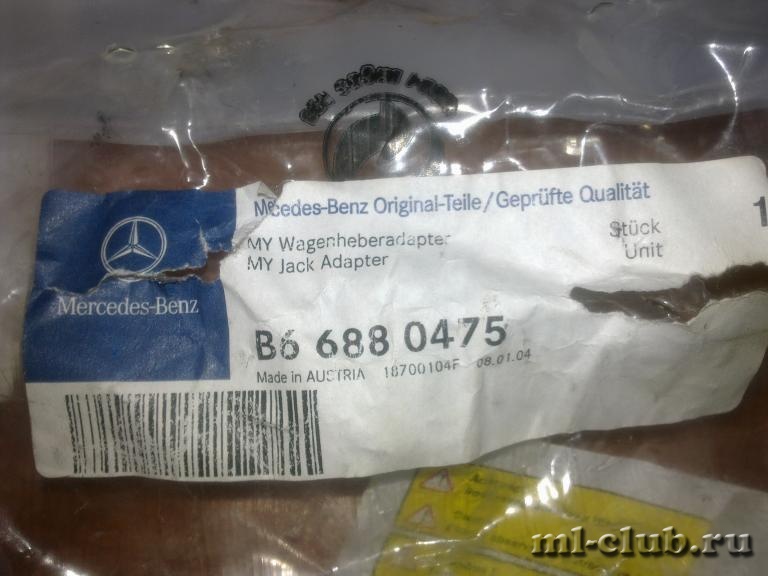 Mercedes-Benz Original-Teile/Geprüfte Qualität
MY Wagenheberadapter
MY Jack Adapter
Stück
Unit
1
Mercedes-Benz
B6 688 0475
Made in AUSTRIA 18700104F 08.01.04
ml-club.ru